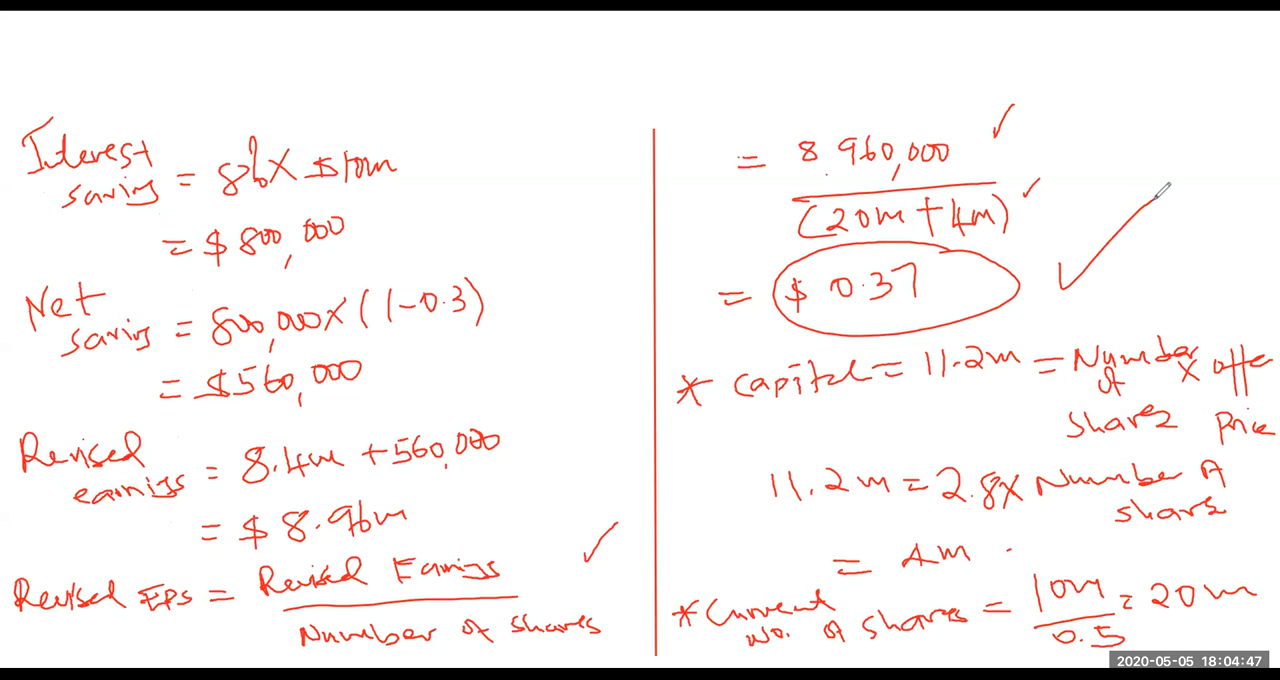 Interest
saving = 8% X $10m
= $ 800,000
Net
saving = 800,000 X (1-0.3)
= $560,000
Revised
earnings = 8.4m + 560,000
= $ 8.96m
Revised EPS = Revised Earnings
Number of shares
= 8 960,000
(20m + 4m)
= $ 0.37
* Capital = 11.2m = Number X offe
of
shares price
11.2m = 2.8 X Number of
share
= 4m
* Current
No. of shares = 10m = 20m
0.5
2020-05-05 18:04:47